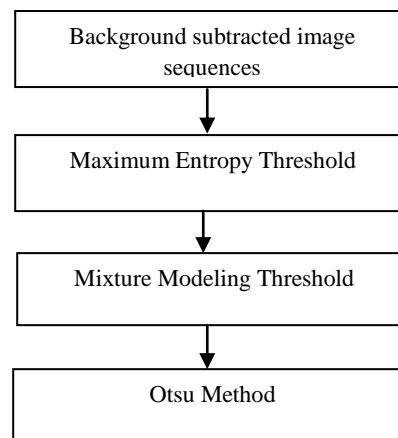 Background subtracted image
sequences
Maximum Entropy Threshold
Mixture Modeling Threshold
Otsu Method